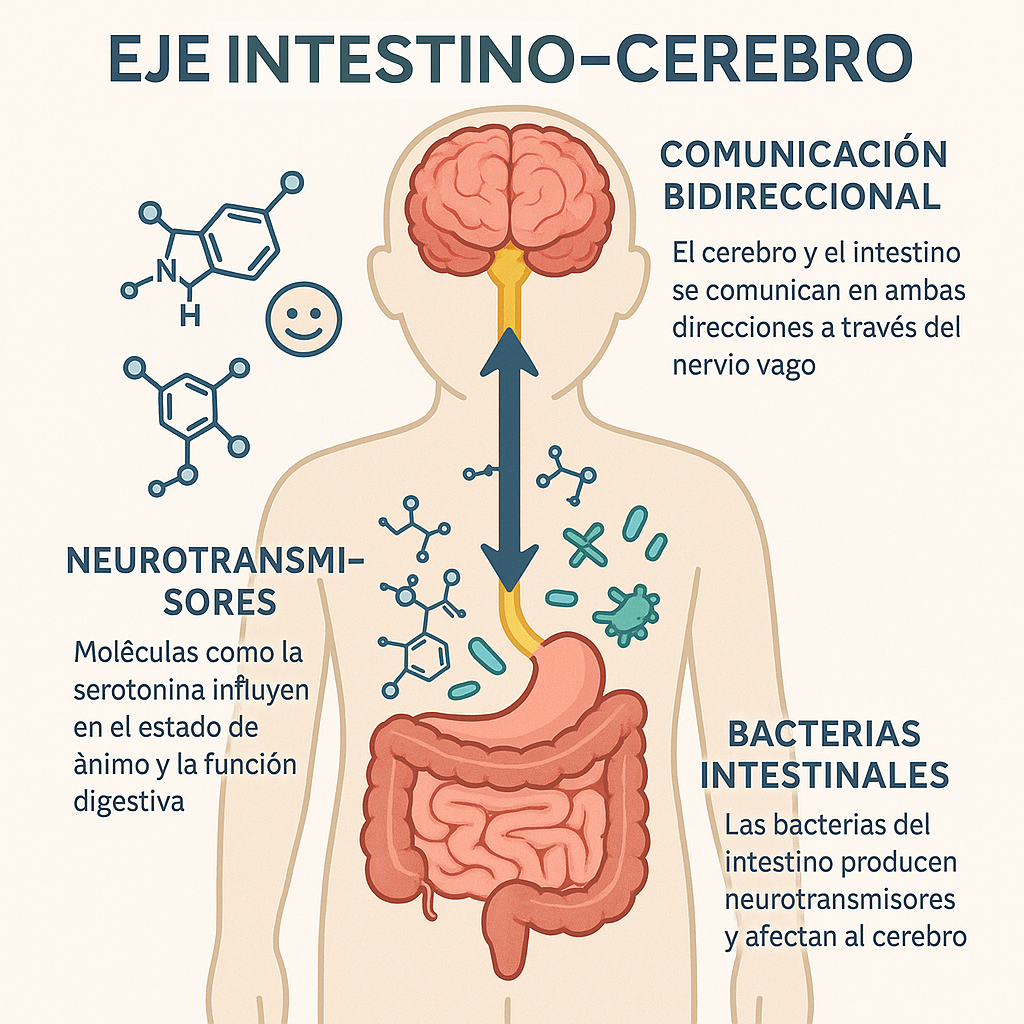 EJE INTESTINO–CEREBRO
COMUNICACIÓN
BIDIRECCIONAL
El cerebro y el intestino
se comunican en ambas
direcciones a través del
nervio vago
N
H
NEUROTRANSMI–
SORES
Molêculas como la
serotonina influyen
en el estado de
ànimo y la función
digestiva
BACTERIAS
INTESTINALES
Las bacterias del
intestino producen
neurotransmisores
y afectan al cerebro